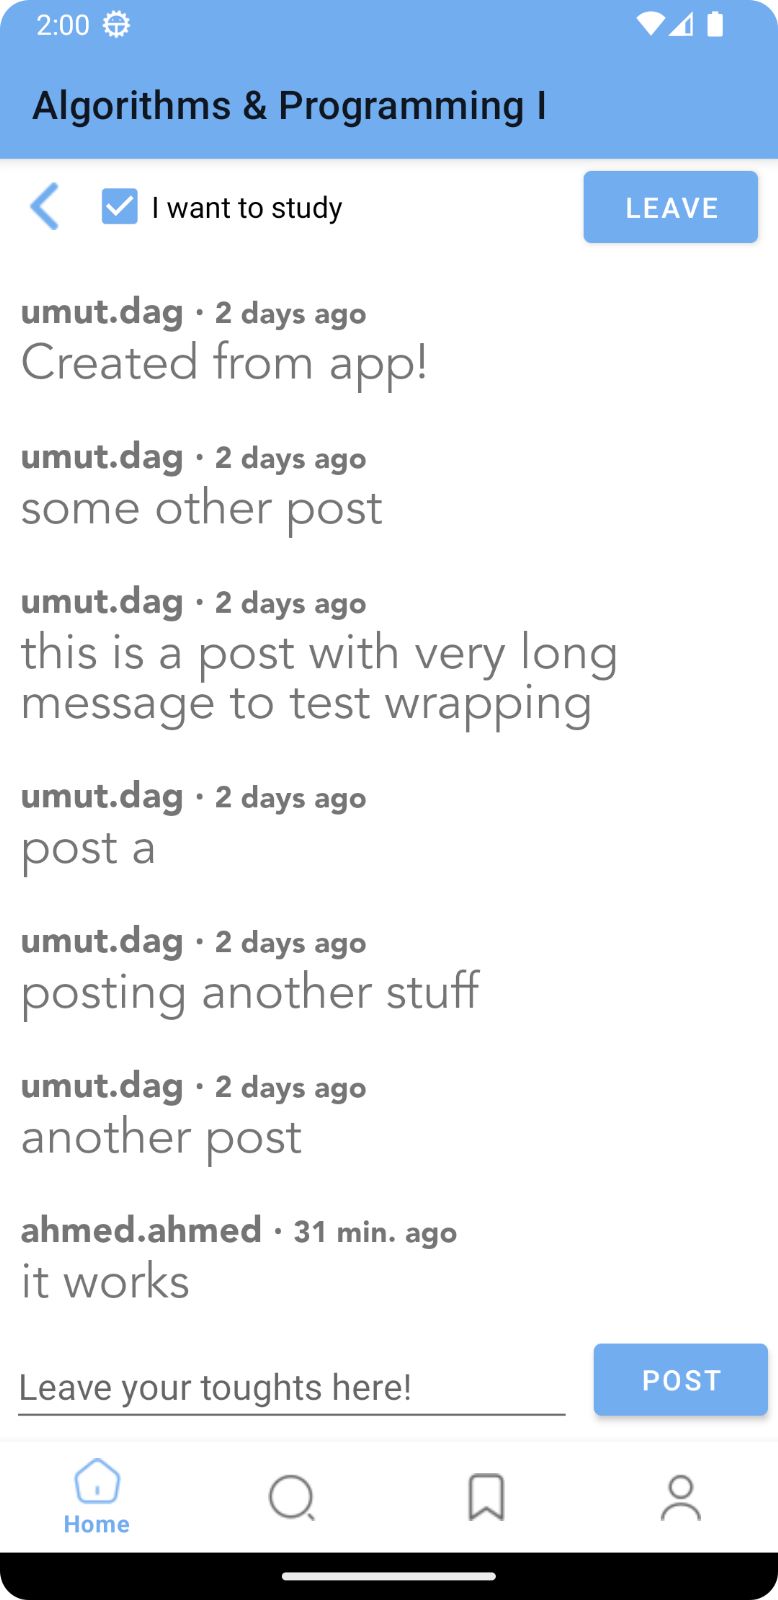 2:00
Algorithms & Programming I
I want to study
LEAVE
umut.dag · 2 days ago
Created from app!
umut.dag · 2 days ago
some other post
umut.dag · 2 days ago
this is a post with very long
message to test wrapping
umut.dag · 2 days ago
post a
umut.dag · 2 days ago
posting another stuff
umut.dag · 2 days ago
another post
ahmed.ahmed · 31 min. ago
it works
Leave your toughts here!
POST
Home